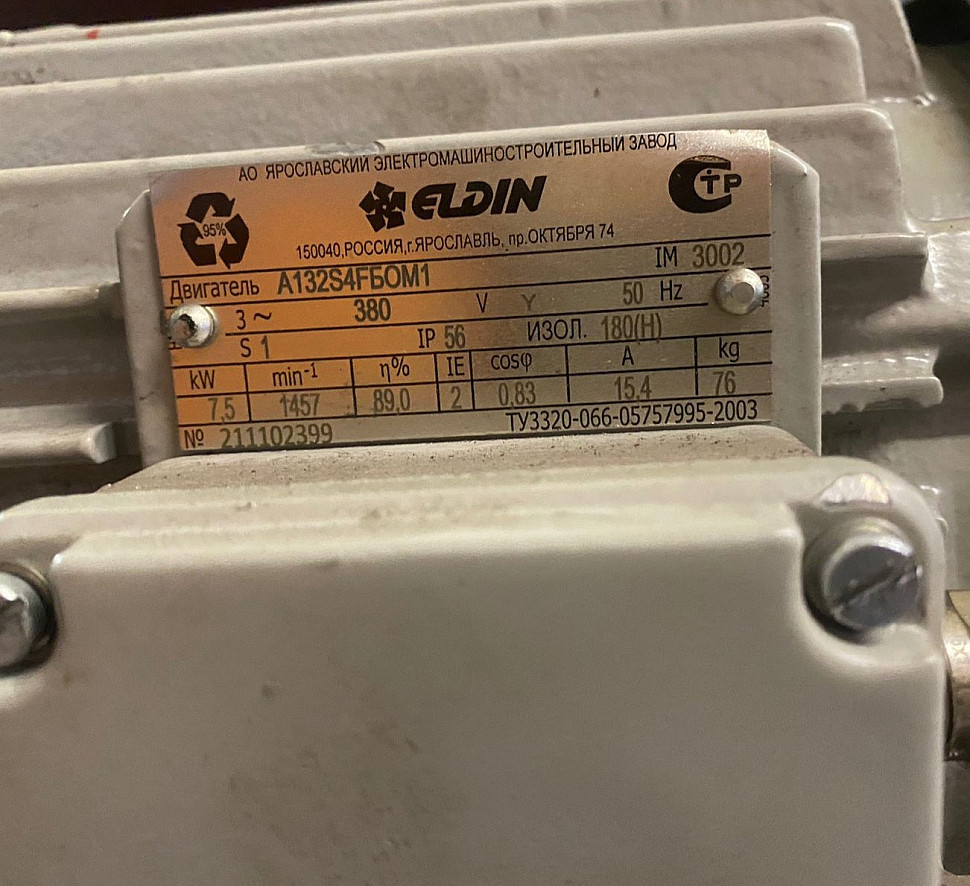 АО ЯРОСЛАВСКИЙ ЭЛЕКТРОМАШИНОСТРОИТЕЛЬНЫЙ ЗАВОД
95% ELDIN СТР
150040,РОССИЯ,г.ЯРОСЛАВЛЬ, пр.ОКТЯБРЯ 74
IM 3002
Двигатель А132S4FБОМ1
3 ~ 380 V Y 50 Hz
S 1 IP 56 ИЗОЛ. 180(H)
kW min-1 η% IE cosφ A kg
7,5 1457 89,0 2 0,83 15,4 76
№ 211102399 ТУ3320-066-05757995-2003